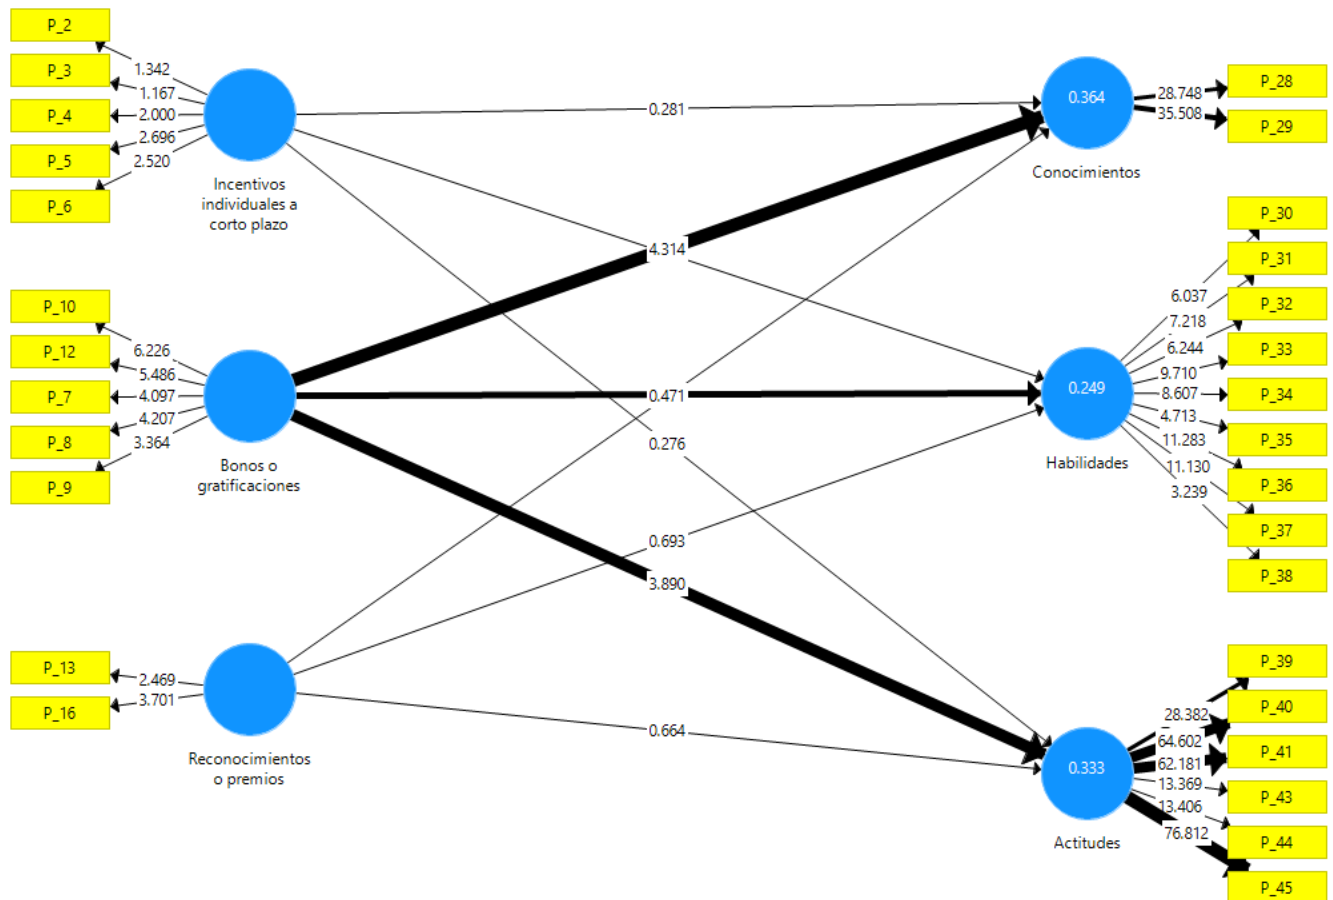 P_2
P_3
P_4
P_5
P_6
1.342
1.167
2.000
2.696
2.520
Incentivos
individuales a
corto plazo
P_10
P_12
P_7
P_8
P_9
6.226
5.486
4.097
4.207
3.364
Bonos o
gratificaciones
P_13
P_16
2.469
3.701
Reconocimientos
o premios
0.281
4.314
0.471
0.276
0.693
3.890
0.664
0.364
Conocimientos
28.748
35.508
P_28
P_29
0.249
Habilidades
6.037
7.218
6.244
9.710
8.607
4.713
11.283
11.130
3.239
P_30
P_31
P_32
P_33
P_34
P_35
P_36
P_37
P_38
0.333
Actitudes
28.382
64.602
62.181
13.369
13.406
76.812
P_39
P_40
P_41
P_43
P_44
P_45